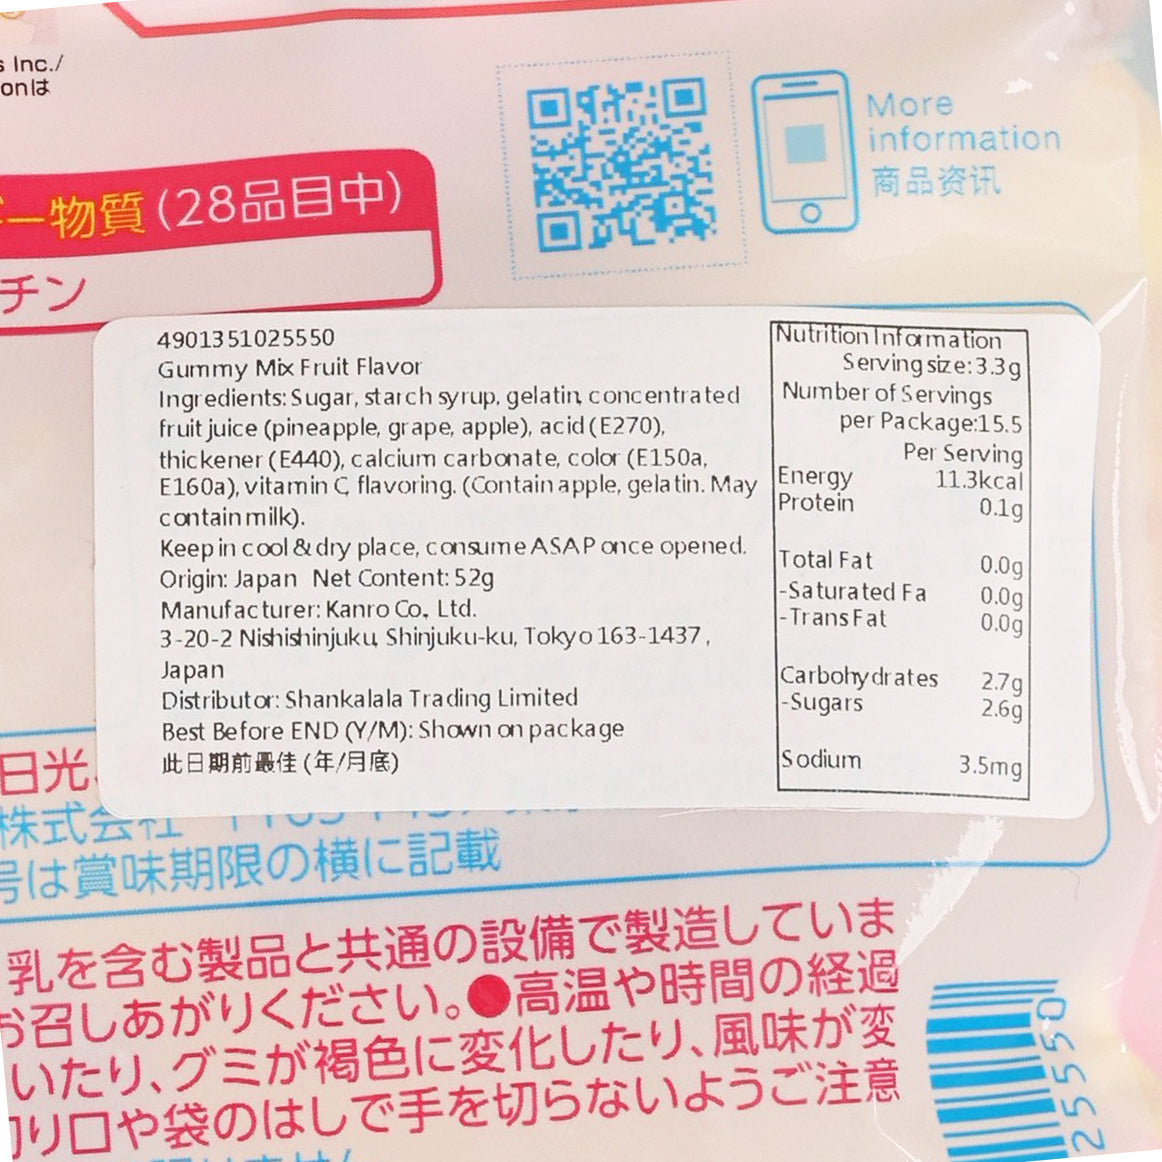 s Inc./
onは
More
information
商品资讯
ー物質(28品目中)
チン
4901351025550
Gummy Mix Fruit Flavor
Ingredients: Sugar, starch syrup, gelatin, concentrated
fruit juice (pineapple, grape, apple), acid (E270),
thickener (E440), calcium carbonate, color (E150a,
E160a), vitamin C, flavoring. (Contain apple, gelatin. May
contain milk).
Keep in cool & dry place, consume ASAP once opened.
Origin: Japan Net Content: 52g
Manufacturer: Kanro Co., Ltd.
3-20-2 Nishishinjuku, Shinjuku-ku, Tokyo 163-1437,
Japan
Distributor: Shankalala Trading Limited
Best Before END (Y/M): Shown on package
此日期前最佳 (年/月底)
Nutrition Information
Serving size: 3.3g
Number of Servings
per Package:15.5
Per Serving
Energy 11.3kcal
Protein 0.1g
Total Fat 0.0g
-Saturated Fa 0.0g
-Trans Fat 0.0g
Carbohydrates 2.7g
-Sugars 2.6g
Sodium 3.5mg
日光
株式会社
号は賞味期限の横に記載
乳を含む製品と共通の設備で製造していま
お召しあがりください。●高温や時間の経過
いたり、グミが褐色に変化したり、風味が変
切り口や袋のはしで手を切らないようご注意
25550